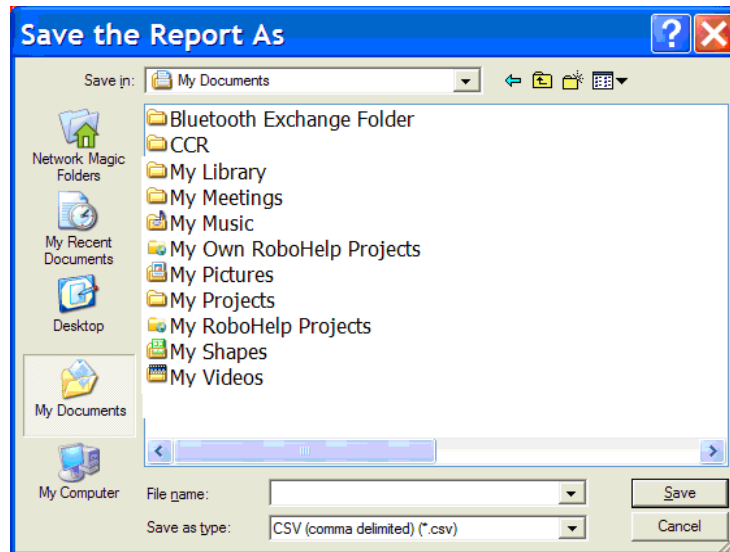 Save the Report As
Save in:
My Documents
Network Magic
Folders
My Recent
Documents
Desktop
My Documents
My Computer
Bluetooth Exchange Folder
CCR
My Library
My Meetings
My Music
My Own RoboHelp Projects
My Pictures
My Projects
My RoboHelp Projects
My Shapes
My Videos
File name:
Save
Save as type:
CSV (comma delimited) (*.csv)
Cancel